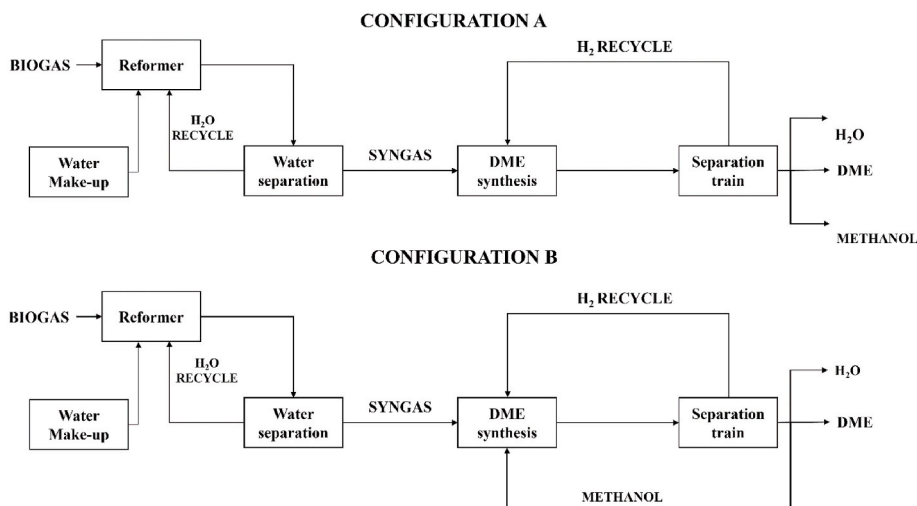 CONFIGURATION A
H₂ RECYCLE
BIOGAS
Reformer
H₂O
RECYCLE
Water
Make-up
Water
separation
SYNGAS
DME
synthesis
Separation
train
H₂O
DME
METHANOL
CONFIGURATION B
H₂ RECYCLE
BIOGAS
Reformer
H₂O
RECYCLE
Water
Make-up
Water
separation
SYNGAS
DME
synthesis
Separation
train
H₂O
DME
METHANOL